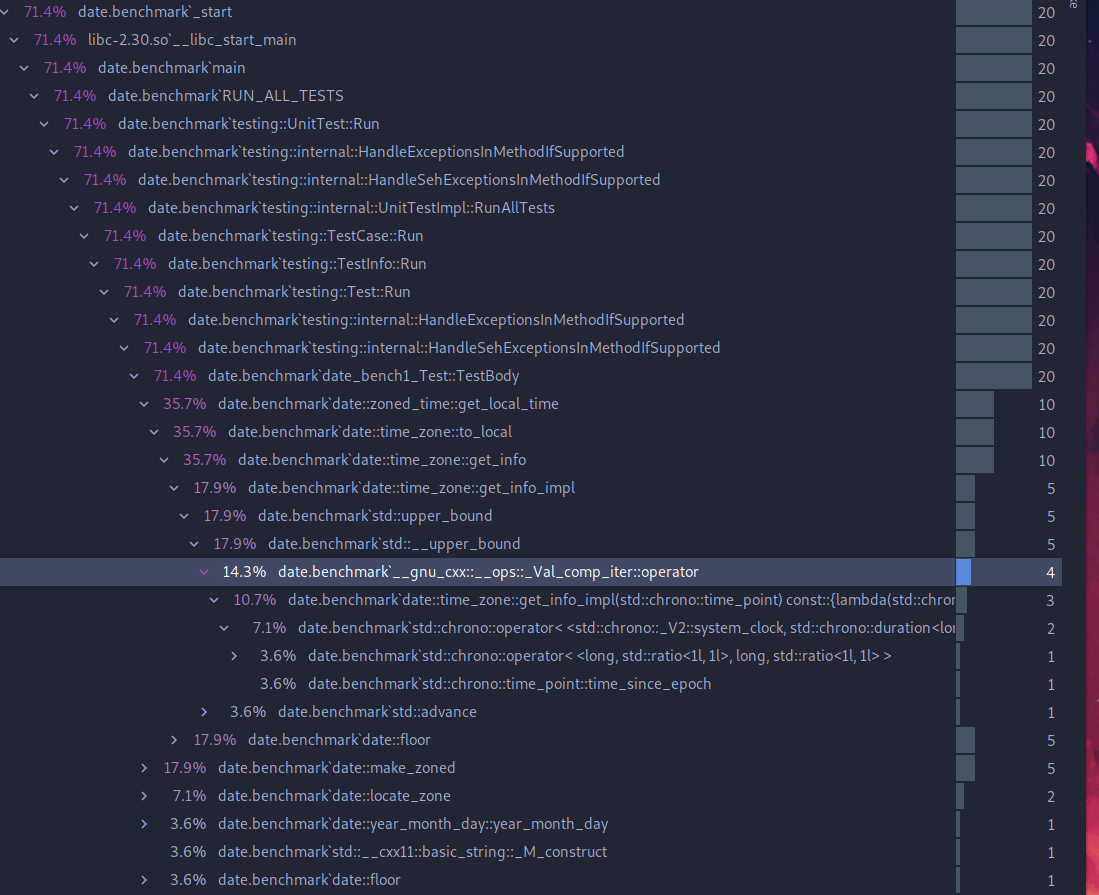 71.4% date.benchmark`_start 20
71.4% libc-2.30.so`__libc_start_main 20
71.4% date.benchmark`main 20
71.4% date.benchmark`RUN_ALL_TESTS 20
71.4% date.benchmark`testing::UnitTest::Run 20
71.4% date.benchmark`testing::internal::HandleExceptionsInMethodIfSupported 20
71.4% date.benchmark`testing::internal::HandleSehExceptionsInMethodIfSupported 20
71.4% date.benchmark`testing::internal::UnitTestImpl::RunAllTests 20
71.4% date.benchmark`testing::TestCase::Run 20
71.4% date.benchmark`testing::TestInfo::Run 20
71.4% date.benchmark`testing::Test::Run 20
71.4% date.benchmark`testing::internal::HandleExceptionsInMethodIfSupported 20
71.4% date.benchmark`testing::internal::HandleSehExceptionsInMethodIfSupported 20
71.4% date.benchmark`date_bench1_Test::TestBody 20
35.7% date.benchmark`date::zoned_time::get_local_time 10
35.7% date.benchmark`date::time_zone::to_local 10
35.7% date.benchmark`date::time_zone::get_info 10
17.9% date.benchmark`date::time_zone::get_info_impl 5
17.9% date.benchmark`std::upper_bound 5
17.9% date.benchmark`std::__upper_bound 5
14.3% date.benchmark`__gnu_cxx::__ops::_Val_comp_iter::operator 4
10.7% date.benchmark`date::time_zone::get_info_impl(std::chrono::time_point) const::{lambda(std::chror 3
7.1% date.benchmark`std::chrono::operator< <std::chrono::_V2::system_clock, std::chrono::duration<lon 2
3.6% date.benchmark`std::chrono::operator< <long, std::ratio<1l, 1l>, long, std::ratio<1l, 1l> > 1
3.6% date.benchmark`std::chrono::time_point::time_since_epoch 1
3.6% date.benchmark`std::advance 1
17.9% date.benchmark`date::floor 5
17.9% date.benchmark`date::make_zoned 5
7.1% date.benchmark`date::locate_zone 2
3.6% date.benchmark`date::year_month_day::year_month_day 1
3.6% date.benchmark`std::__cxx11::basic_string::_M_construct 1
3.6% date.benchmark`date::floor 1